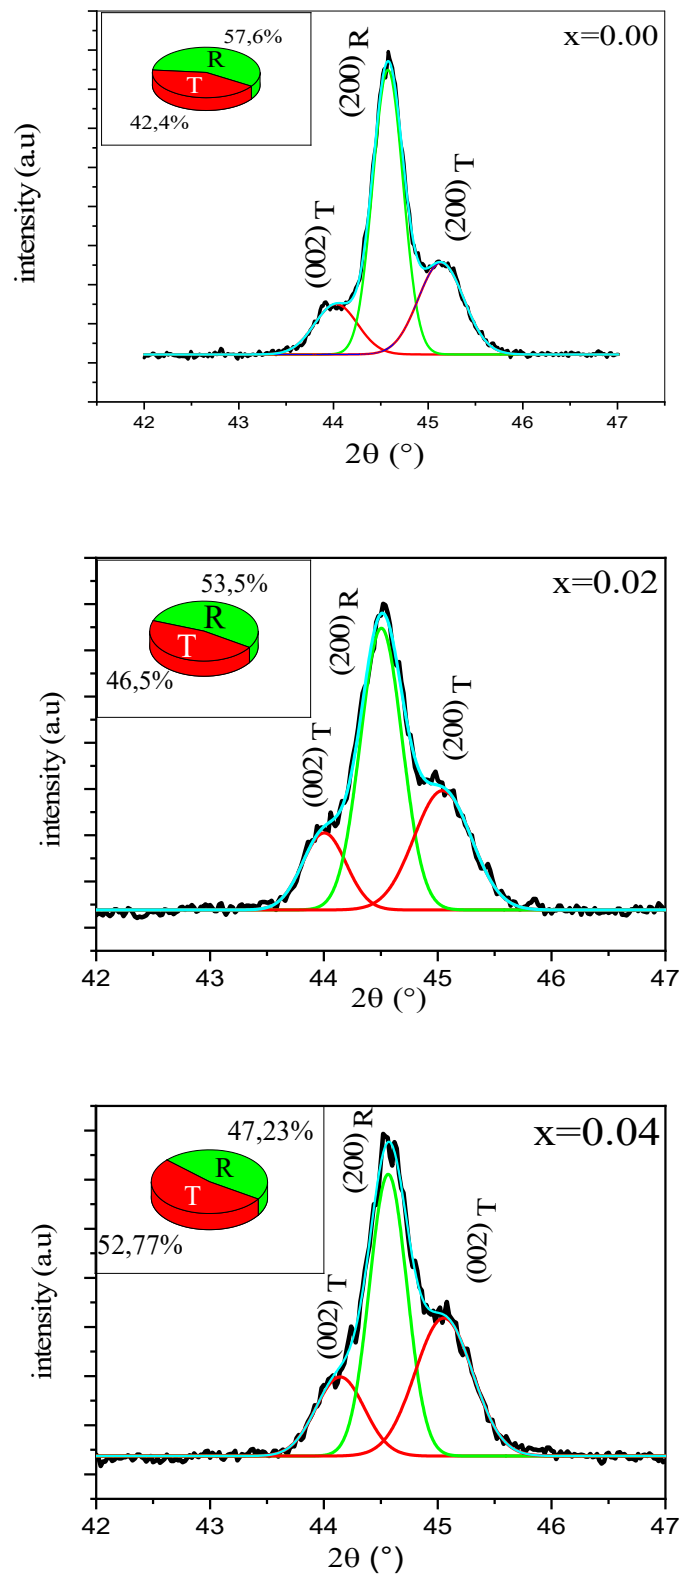 57,6%
R
T
42,4%
x=0.00
(200) R
(002) T
(200) T
intensity (a.u)
42 43 44 45 46 47
2θ (°)
53,5%
R
T
46,5%
x=0.02
(200) R
(002) T
(200) T
intensity (a.u)
42 43 44 45 46 47
2θ (°)
47,23%
R
T
52,77%
x=0.04
(200) R
(002) T
(002) T
intensity (a.u)
42 43 44 45 46 47
2θ (°)